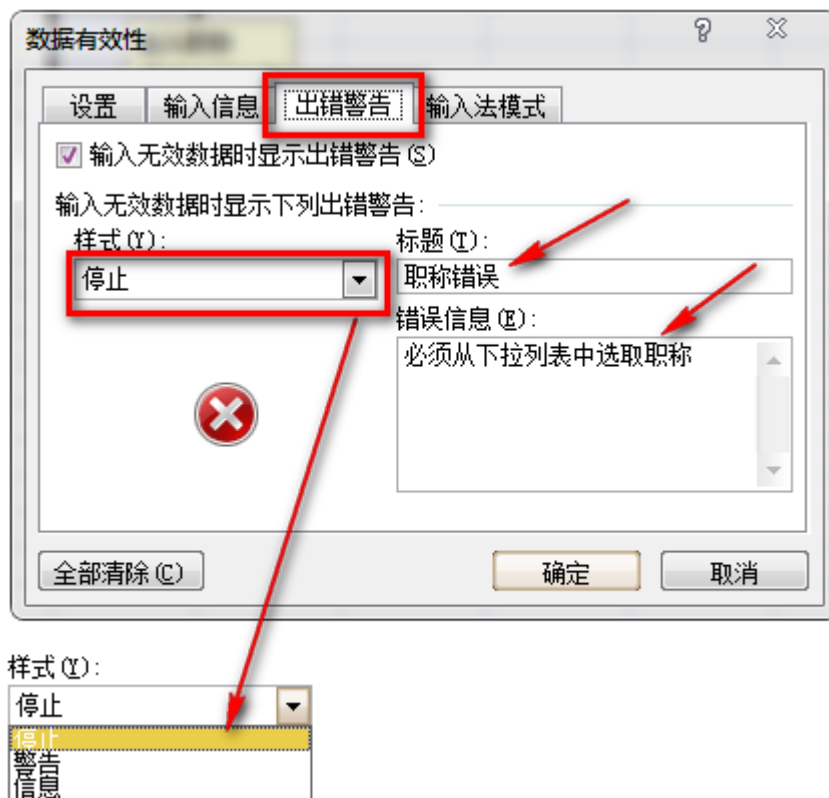 数据有效性
设置 输入信息 出错警告 输入法模式
输入无效数据时显示出错警告(S)
输入无效数据时显示下列出错警告:
样式(Y): 标题(T):
停止 职称错误
错误信息(E):
必须从下拉列表中选取职称
全部清除(C) 确定 取消
样式(Y):
停止
停止
警告
信息